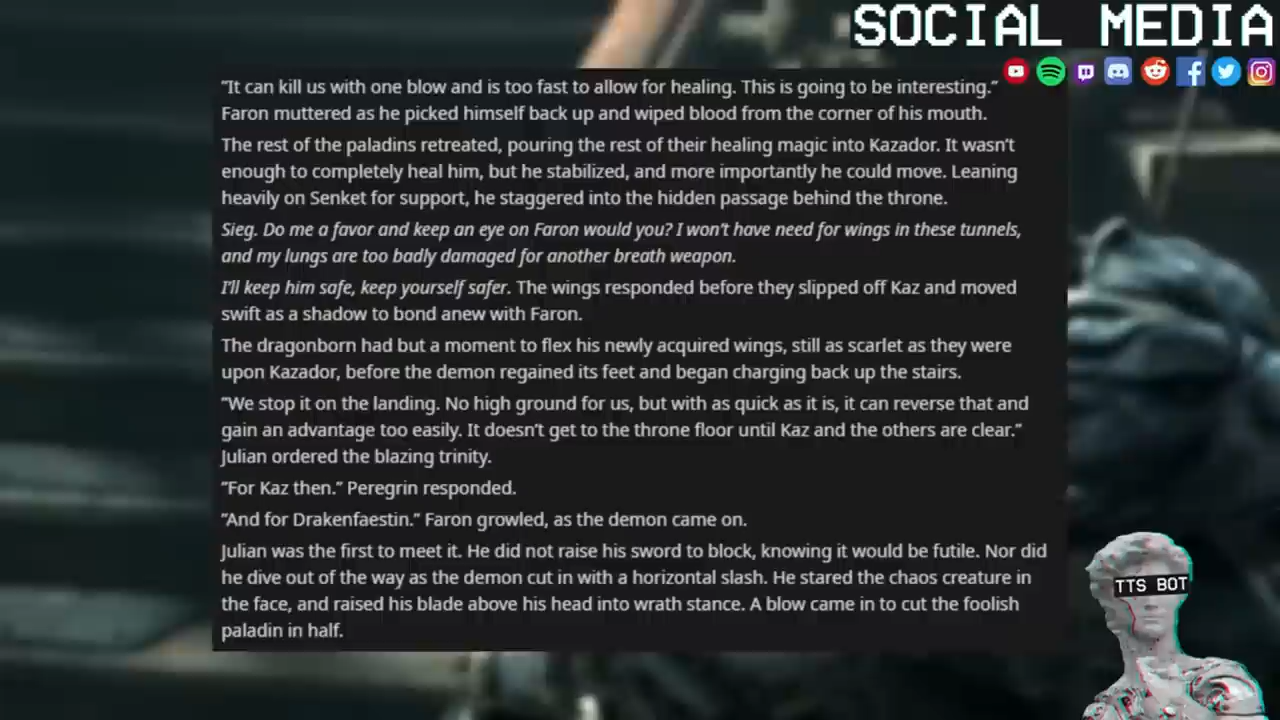 SOCIAL MEDIA
“It can kill us with one blow and is too fast to allow for healing. This is going to be interesting.”
Faron muttered as he picked himself back up and wiped blood from the corner of his mouth.
The rest of the paladins retreated, pouring the rest of their healing magic into Kazador. It wasn’t
enough to completely heal him, but he stabilized, and more importantly he could move. Leaning
heavily on Senket for support, he staggered into the hidden passage behind the throne.
Sieg. Do me a favor and keep an eye on Faron would you? I won’t have need for wings in these tunnels,
and my lungs are too badly damaged for another breath weapon.
I’ll keep him safe, keep yourself safer. The wings responded before they slipped off Kaz and moved
swift as a shadow to bond anew with Faron.
The dragonborn had but a moment to flex his newly acquired wings, still as scarlet as they were
upon Kazador, before the demon regained its feet and began charging back up the stairs.
“We stop it on the landing. No high ground for us, but with as quick as it is, it can reverse that and
gain an advantage too easily. It doesn’t get to the throne floor until Kaz and the others are clear.”
Julian ordered the blazing trinity.
“For Kaz then.” Peregrin responded.
“And for Drakenfaestin.” Faron growled, as the demon came on.
Julian was the first to meet it. He did not raise his sword to block, knowing it would be futile. Nor did
he dive out of the way as the demon cut in with a horizontal slash. He stared the chaos creature in
the face, and raised his blade above his head into wrath stance. A blow came in to cut the foolish
paladin in half.
TTS BOT